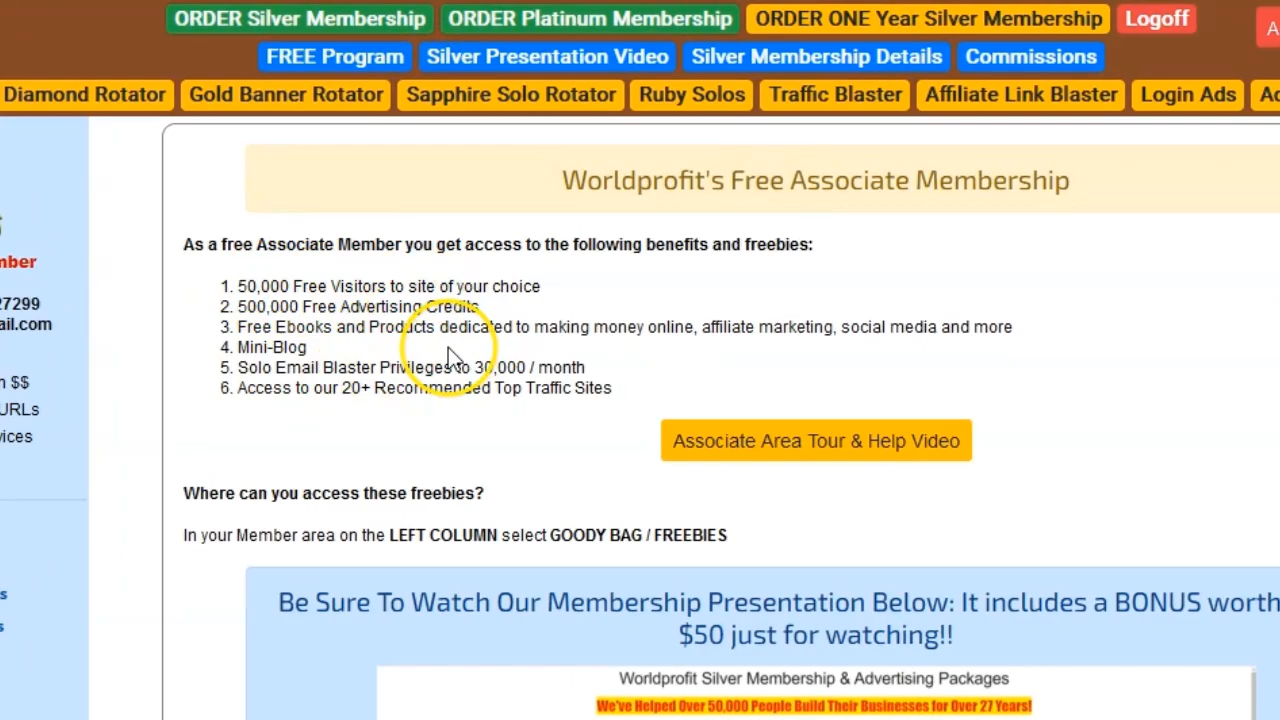 ORDER Silver Membership ORDER Platinum Membership ORDER ONE Year Silver Membership Logoff
FREE Program Silver Presentation Video Silver Membership Details Commissions
Diamond Rotator Gold Banner Rotator Sapphire Solo Rotator Ruby Solos Traffic Blaster Affiliate Link Blaster Login Ads
Worldprofit's Free Associate Membership
As a free Associate Member you get access to the following benefits and freebies:
1. 50,000 Free Visitors to site of your choice
2. 500,000 Free Advertising Credits
3. Free Ebooks and Products dedicated to making money online, affiliate marketing, social media and more
4. Mini-Blog
5. Solo Email Blaster Privileges to 30,000 / month
6. Access to our 20+ Recommended Top Traffic Sites
Associate Area Tour & Help Video
Where can you access these freebies?
In your Member area on the LEFT COLUMN select GOODY BAG / FREEBIES
Be Sure To Watch Our Membership Presentation Below: It includes a BONUS worth
$50 just for watching!!
Worldprofit Silver Membership & Advertising Packages
We've Helped Over 50,000 People Build Their Businesses for Over 27 Years!
mber
27299
ail.com
$$
URLs
vices